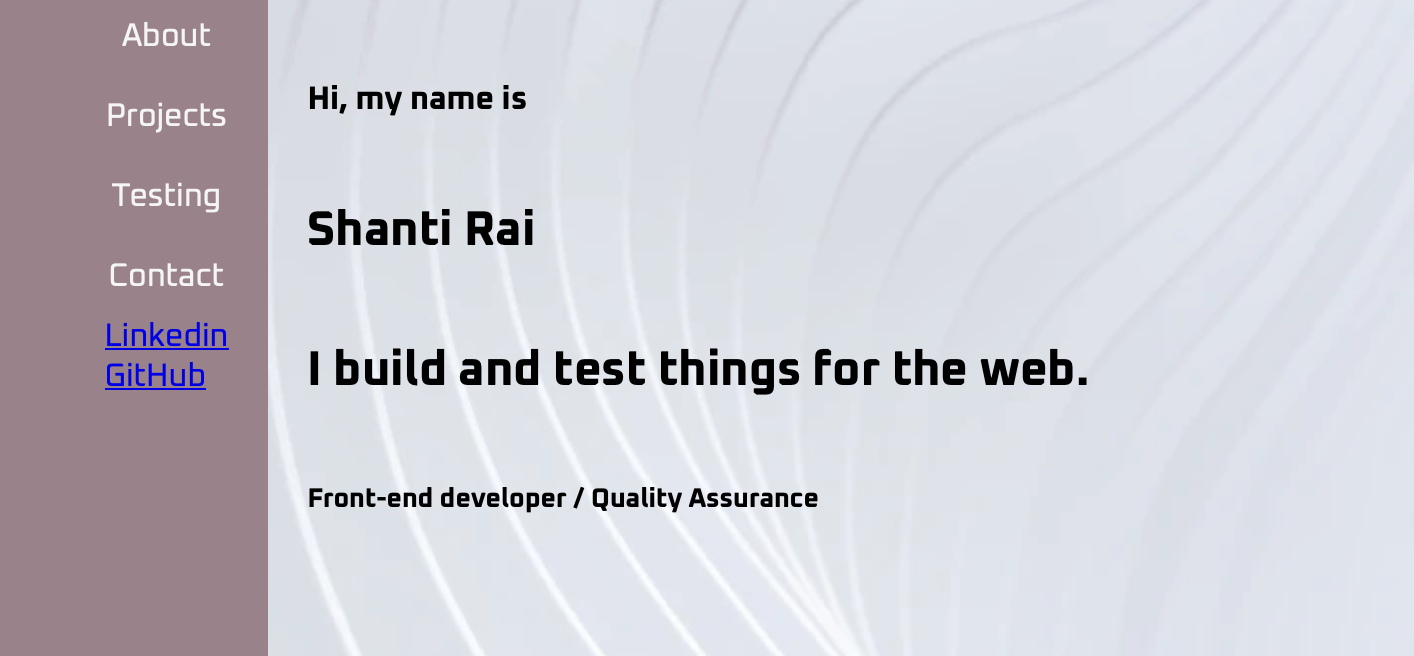 About
Projects
Testing
Contact
Linkedin
GitHub
Hi, my name is
Shanti Rai
I build and test things for the web.
Front-end developer / Quality Assurance